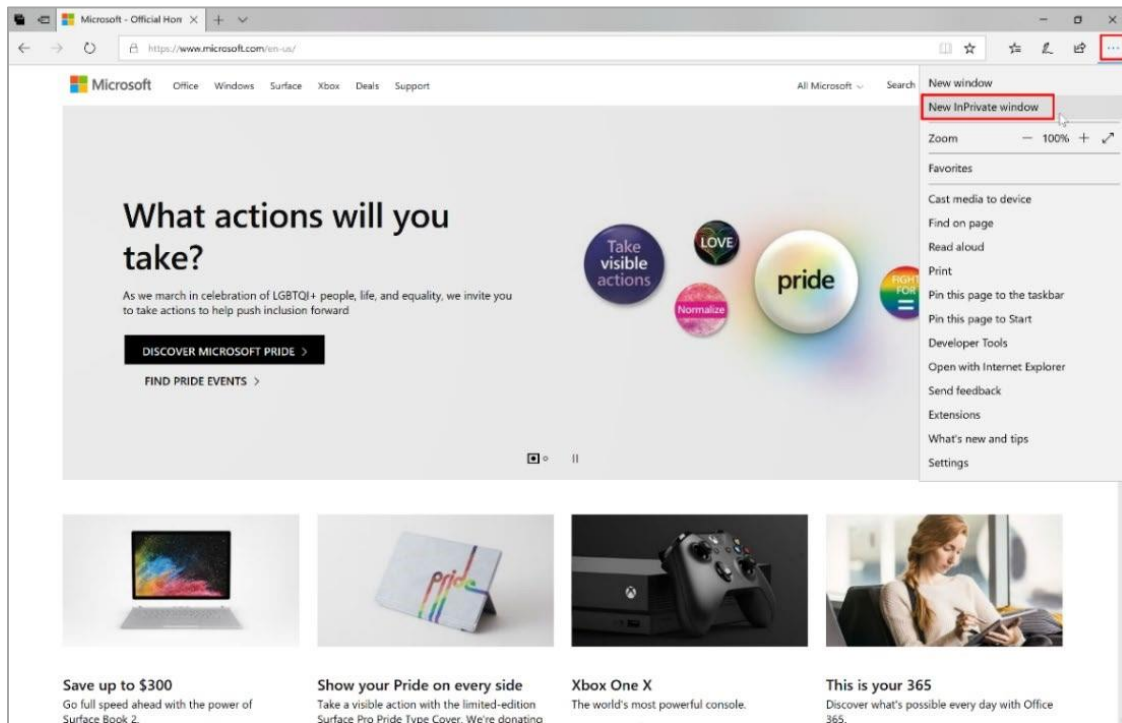 Microsoft - Official Hom
https://www.microsoft.com/en-us/
Microsoft Office Windows Surface Xbox Deals Support All Microsoft Search
New window
New InPrivate window
Zoom 100%
Favorites
Cast media to device
Find on page
Read aloud
Print
Pin this page to the taskbar
Pin this page to Start
Developer Tools
Open with Internet Explorer
Send feedback
Extensions
What's new and tips
Settings
What actions will you
take?
As we march in celebration of LGBTQI+ people, life, and equality, we invite you
to take actions to help push inclusion forward
DISCOVER MICROSOFT PRIDE
FIND PRIDE EVENTS
Take
visible
actions
LOVE
Normalize
pride
FIGHT
FOR
=
Pride
Save up to $300
Go full speed ahead with the power of
Surface Book 2.
Show your Pride on every side
Take a visible action with the limited-edition
Surface Pro Pride Type Cover. We're donating
Xbox One X
The world's most powerful console.
This is your 365
Discover what's possible every day with Office
365.